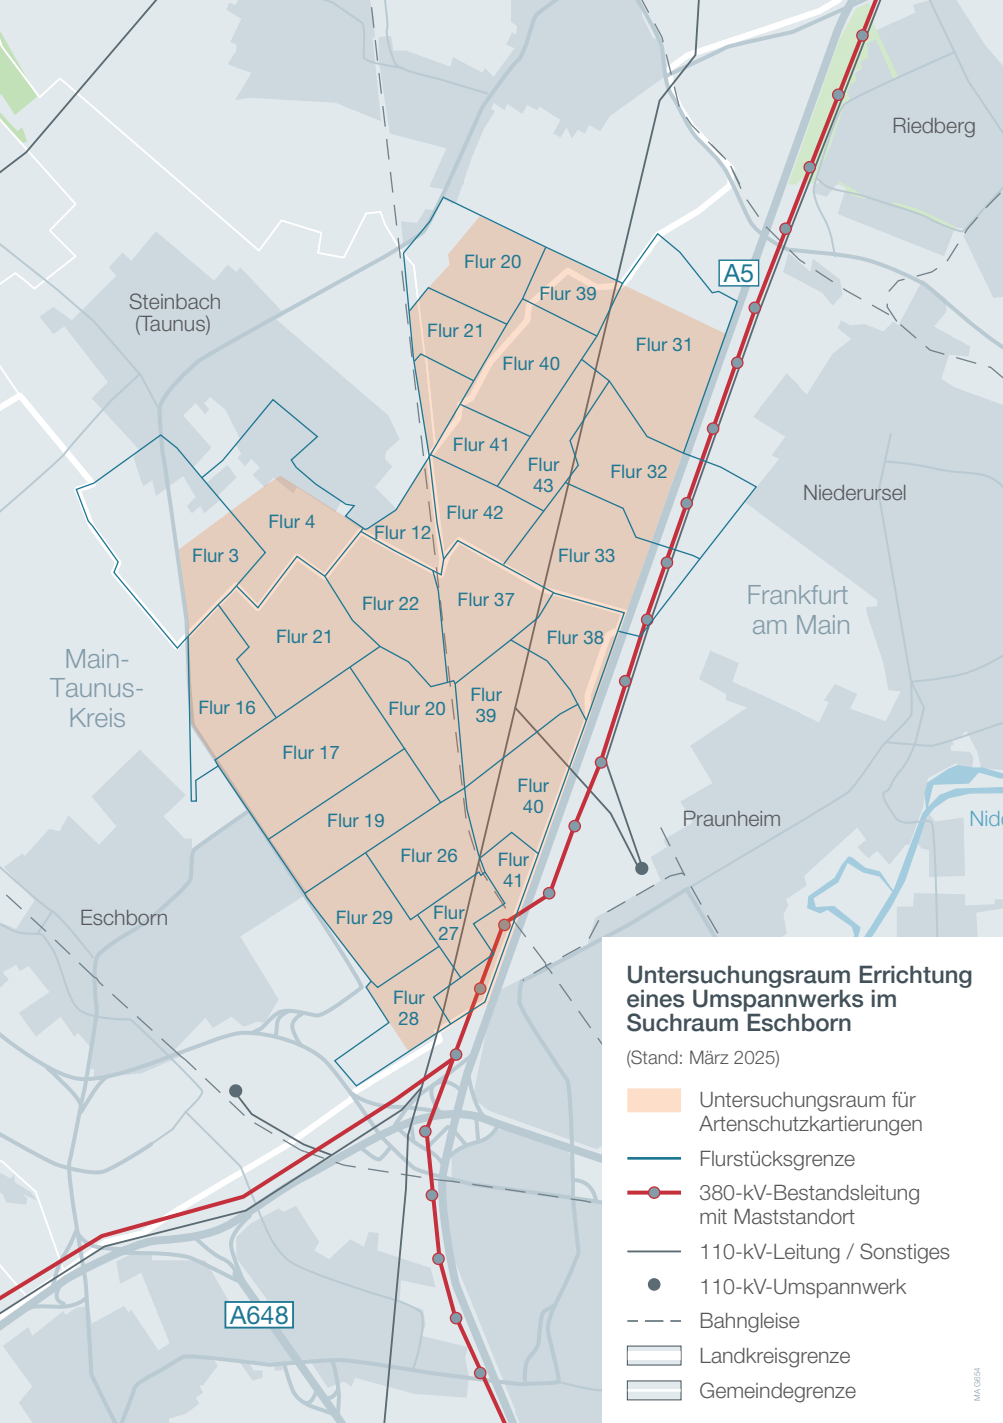 Riedberg
A5
Flur 20
Flur 39
Steinbach
(Taunus)
Flur 21
Flur 31
Flur 40
Flur 41
Flur
43
Flur 32
Niederursel
Flur 4
Flur 42
Flur 12
Flur 3
Flur 33
Frankfurt
am Main
Flur 22
Flur 37
Flur 21
Flur 38
Main-
Taunus-
Kreis
Flur 16
Flur 20
Flur
39
Flur 17
Flur
40
Flur 19
Praunheim
Nid
Flur 26
Flur
41
Eschborn
Flur 29
Flur
27
Flur
28
A648
Untersuchungsraum Errichtung
eines Umspannwerks im
Suchraum Eschborn
(Stand: März 2025)
Untersuchungsraum für
Artenschutzkartierungen
Flurstücksgrenze
380-kV-Bestandsleitung
mit Maststandort
110-kV-Leitung / Sonstiges
110-kV-Umspannwerk
Bahngleise
Landkreisgrenze
Gemeindegrenze
MA G654